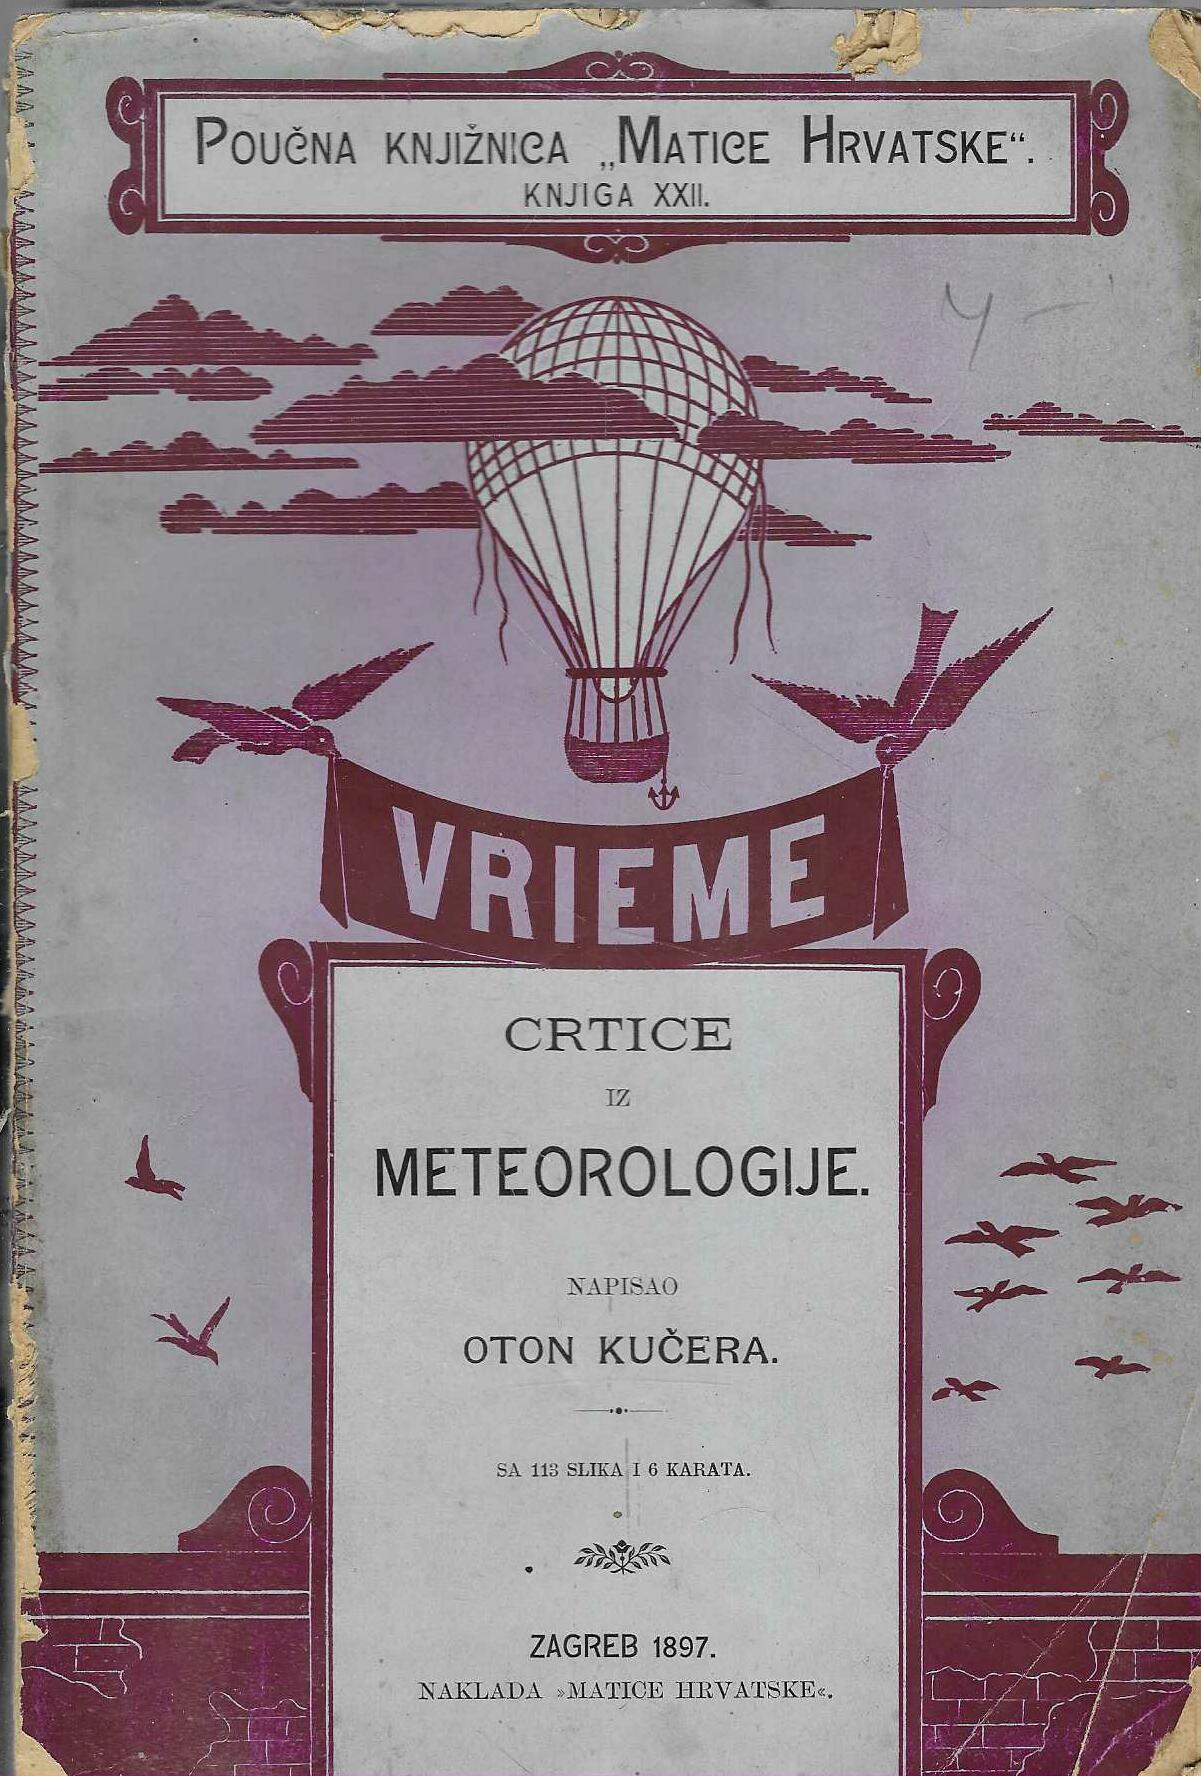 POUČNA KNJIŽNICA „MATICE HRVATSKE“.
KNJIGA XXII.
VRIEME
CRTICE
IZ
METEOROLOGIJE.
NAPISAO
OTON KUČERA.
SA 113 SLIKA I 6 KARATA.
ZAGREB 1897.
NAKLADA »MATICE HRVATSKE«.